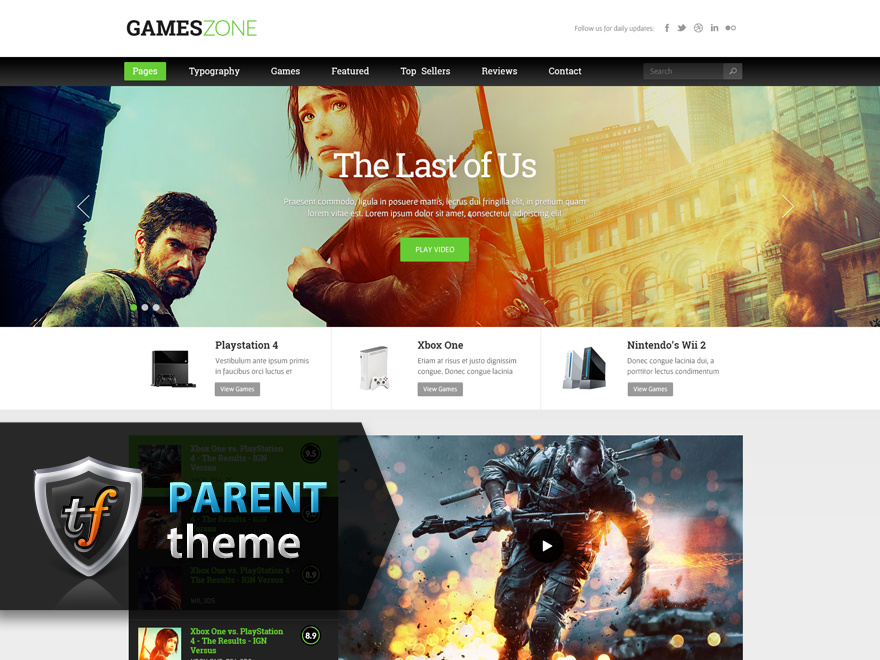 GAMESZONE
Follow us for daily updates:
Pages
Typography
Games
Featured
Top Sellers
Reviews
Contact
Search
The Last of Us
Praesent commodo, ligula in posuere mattis, lectus dui fringilla elit, in pretium quam
lorem vitae est. Lorem ipsum dolor sit amet, consectetur adipiscing elit.
PLAY VIDEO
Playstation 4
Vestibulum ante ipsum primis
in faucibus orci luctus et
View Games
Xbox One
Etiam at risus et justo dignissim
congue. Donec congue lacinia
View Games
Nintendo's Wii 2
Donec congue lacinia dui, a
porttitor lectus condimentum
View Games
Xbox One vs. PlayStation
4 - The Results - IGN
Versus
9.5
tf
PARENT
theme
Xbox One vs. PlayStation 4 -
The Results - IGN Versus
8.9
WII, 3DS
Xbox One vs. PlayStation
4 - The Results - IGN
Versus
8.9